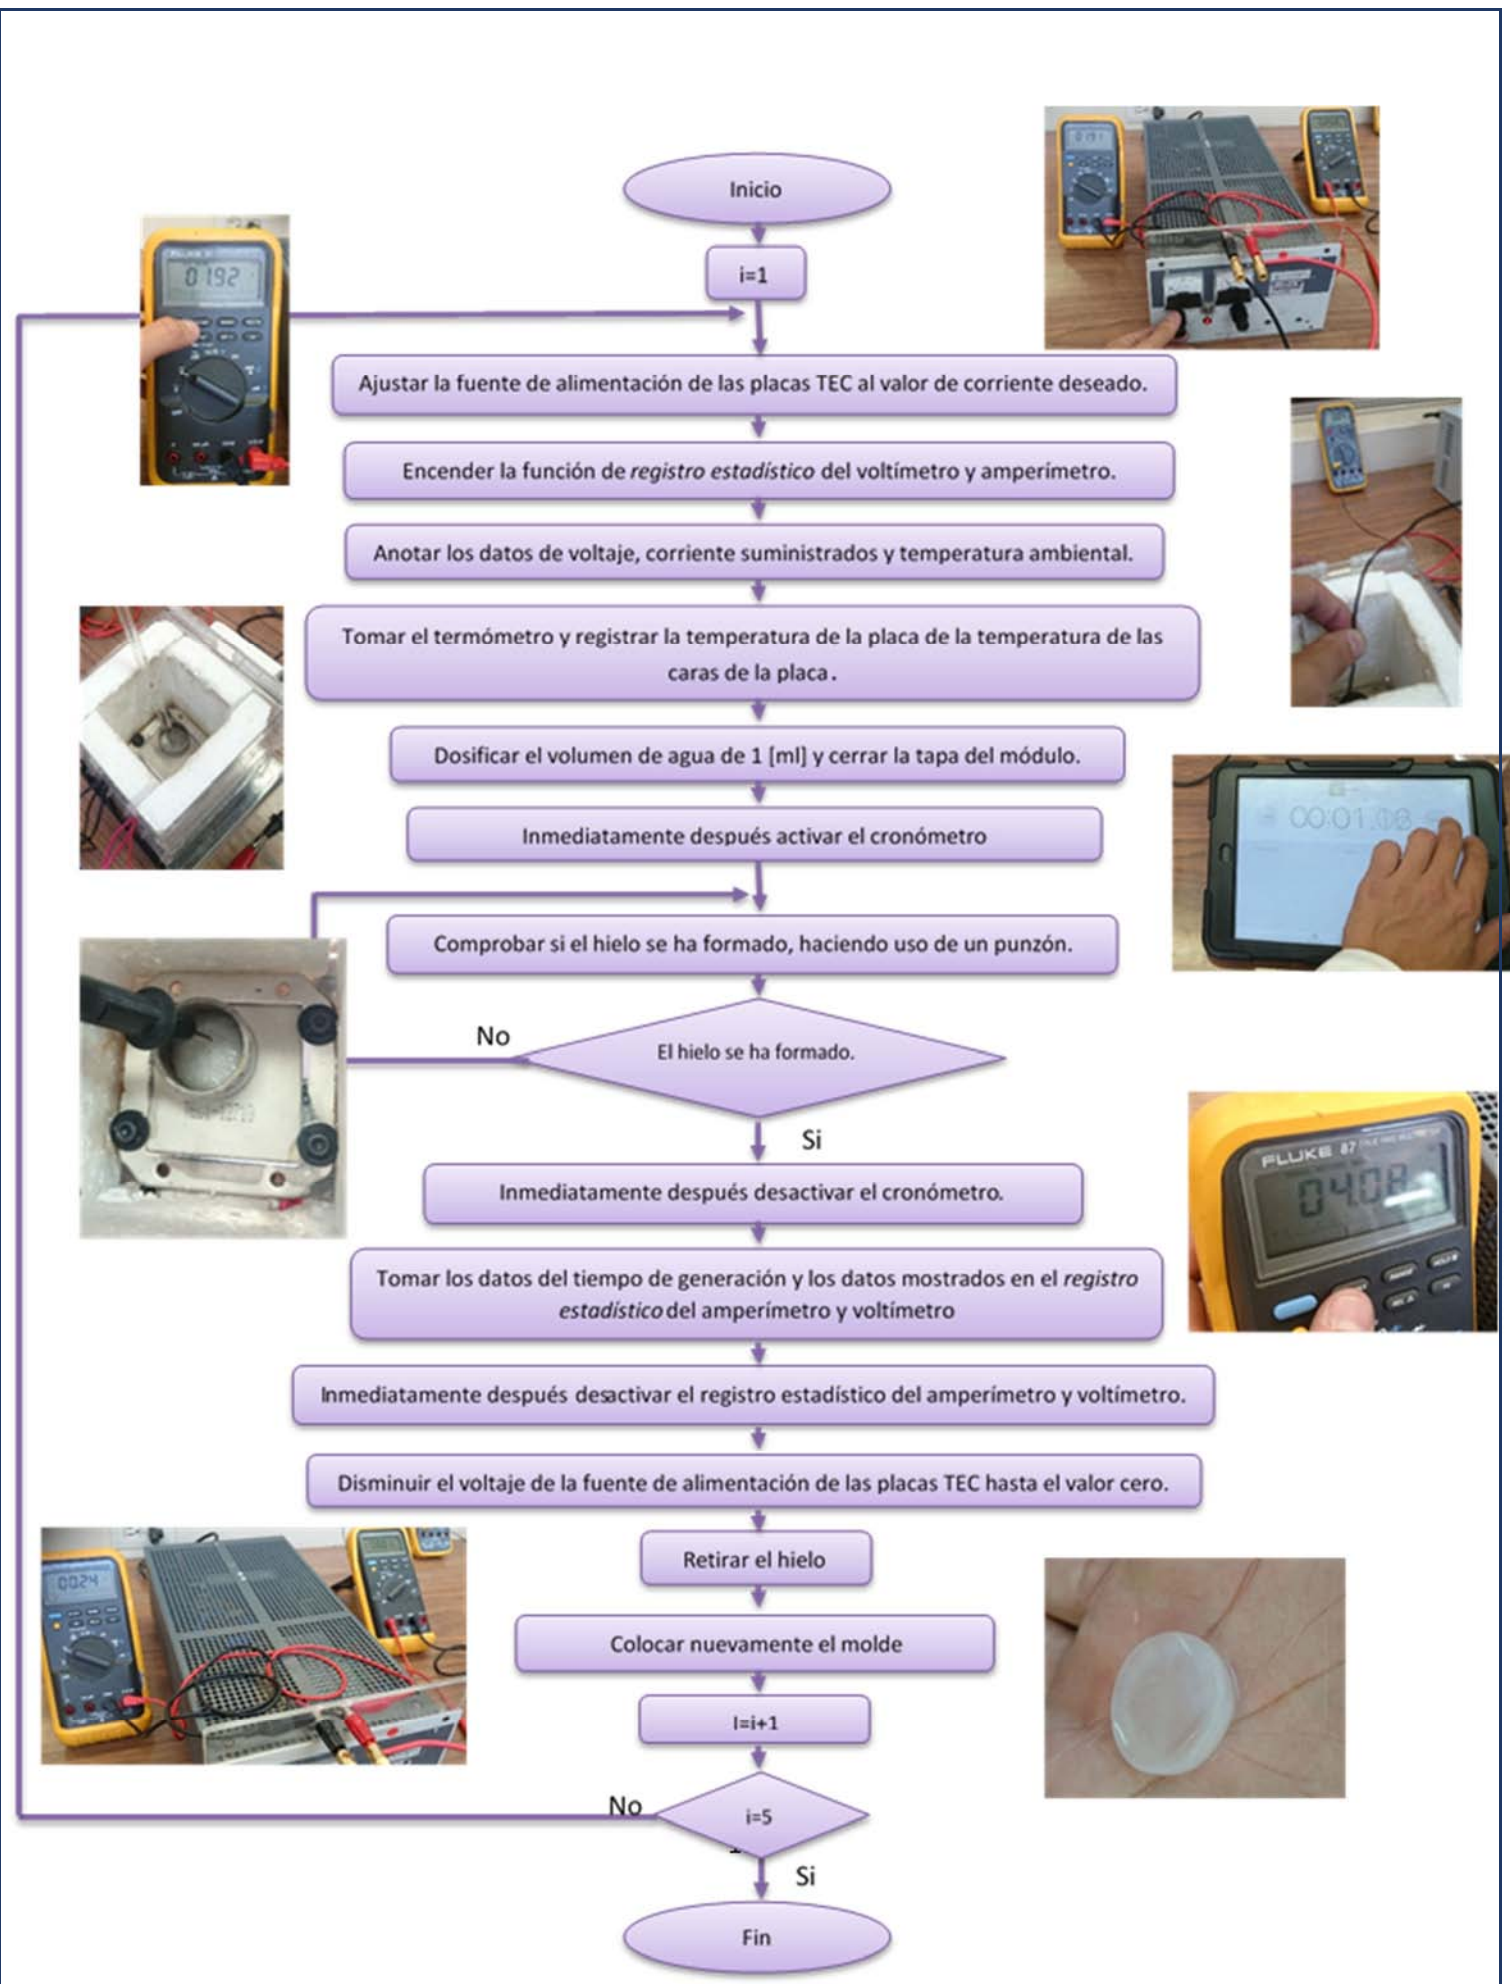 Inicio
i=1
Ajustar la fuente de alimentación de las placas TEC al valor de corriente deseado.
Encender la función de registro estadístico del voltímetro y amperímetro.
Anotar los datos de voltaje, corriente suministrados y temperatura ambiental.
Tomar el termómetro y registrar la temperatura de la placa de la temperatura de las
caras de la placa.
Dosificar el volumen de agua de 1 [ml] y cerrar la tapa del módulo.
Inmediatamente después activar el cronómetro
Comprobar si el hielo se ha formado, haciendo uso de un punzón.
No
El hielo se ha formado.
Si
Inmediatamente después desactivar el cronómetro.
Tomar los datos del tiempo de generación y los datos mostrados en el registro
estadístico del amperímetro y voltímetro
Inmediatamente después desactivar el registro estadístico del amperímetro y voltímetro.
Disminuir el voltaje de la fuente de alimentación de las placas TEC hasta el valor cero.
Retirar el hielo
Colocar nuevamente el molde
I=i+1
No
i=5
Si
Fin
01.92
FLUKE 87